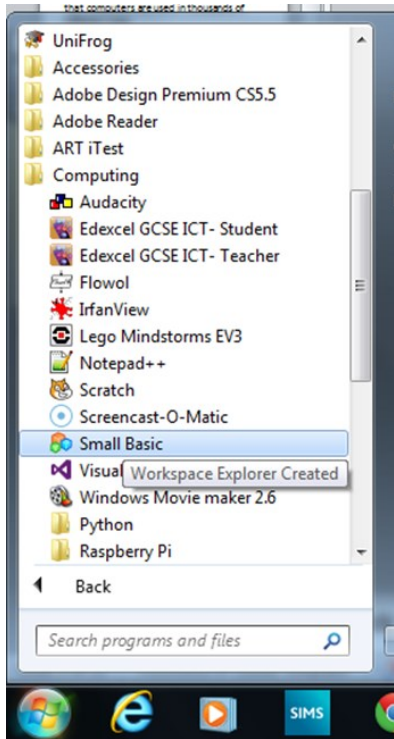 that computers are used in thousands of
UniFrog
Accessories
Adobe Design Premium CS5.5
Adobe Reader
ART iTest
Computing
Audacity
Edexcel GCSE ICT- Student
Edexcel GCSE ICT- Teacher
Flowol
IrfanView
Lego Mindstorms EV3
Notepad++
Scratch
Screencast-O-Matic
Small Basic
Visual
Workspace Explorer Created
Windows Movie maker 2.6
Python
Raspberry Pi
Back
Search programs and files
SIMS